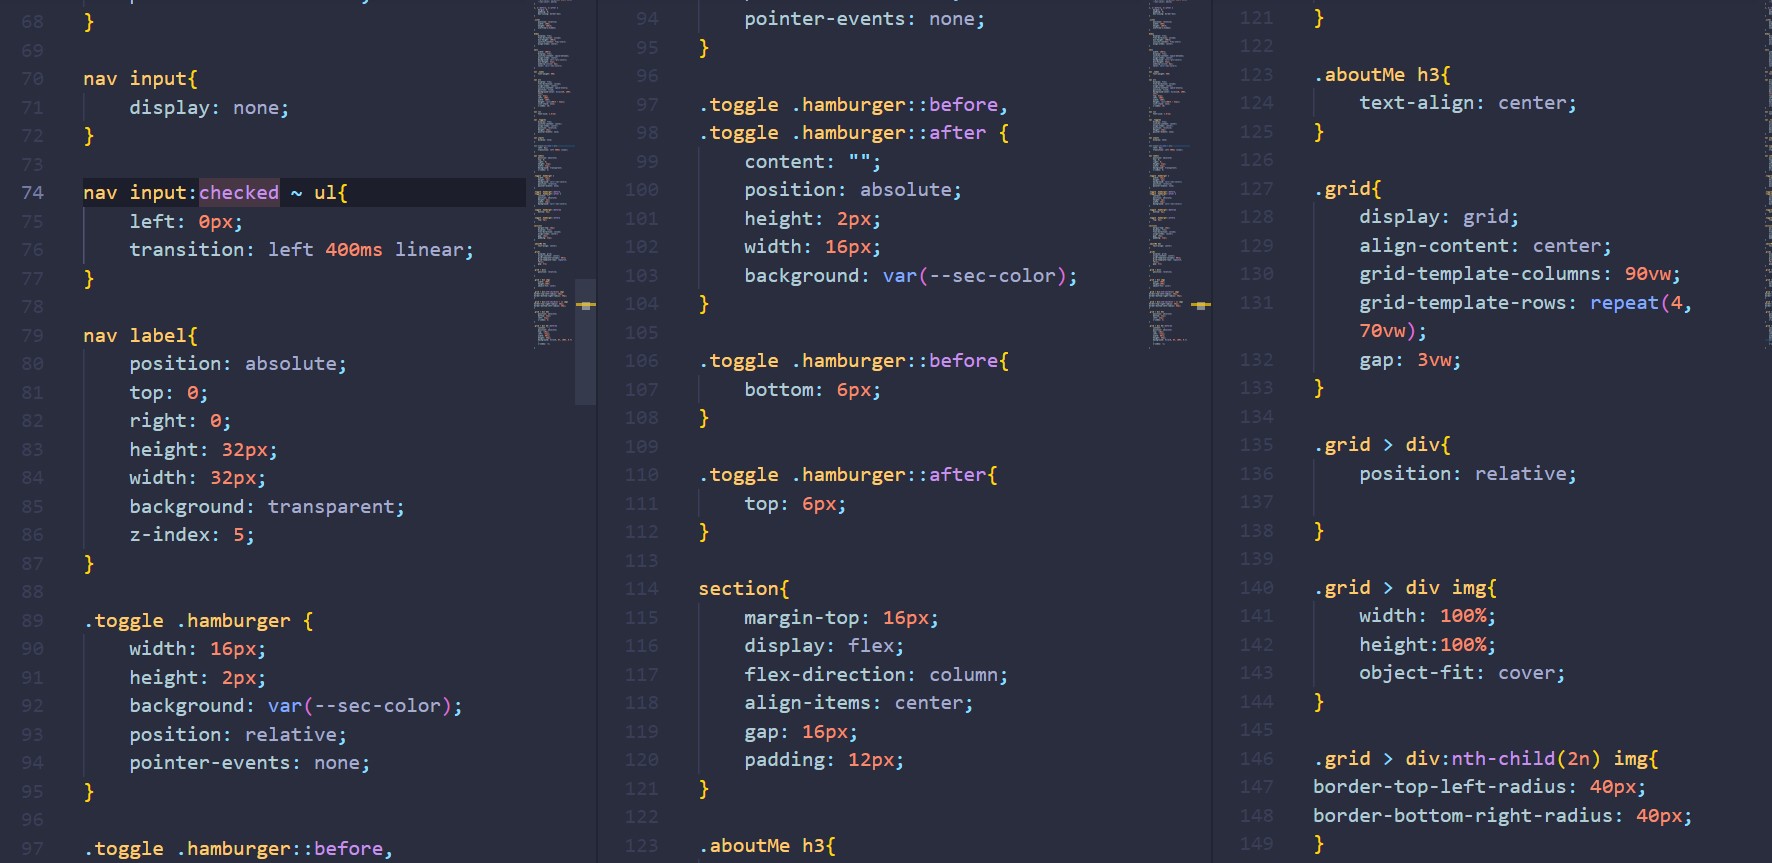 68 }
69
70 nav input{
71 display: none;
72 }
73
74 nav input:checked ~ ul{
75 left: 0px;
76 transition: left 400ms linear;
77 }
78
79 nav label{
80 position: absolute;
81 top: 0;
82 right: 0;
83 height: 32px;
84 width: 32px;
85 background: transparent;
86 z-index: 5;
87 }
88
89 .toggle .hamburger {
90 width: 16px;
91 height: 2px;
92 background: var(--sec-color);
93 position: relative;
94 pointer-events: none;
95 }
96
97 .toggle .hamburger::before,
94 pointer-events: none;
95 }
96
97 .toggle .hamburger::before,
98 .toggle .hamburger::after {
99 content: "";
100 position: absolute;
101 height: 2px;
102 width: 16px;
103 background: var(--sec-color);
104 }
105
106 .toggle .hamburger::before{
107 bottom: 6px;
108 }
109
110 .toggle .hamburger::after{
111 top: 6px;
112 }
113
114 section{
115 margin-top: 16px;
116 display: flex;
117 flex-direction: column;
118 align-items: center;
119 gap: 16px;
120 padding: 12px;
121 }
122
123 .aboutMe h3{
121 }
122
123 .aboutMe h3{
124 text-align: center;
125 }
126
127 .grid{
128 display: grid;
129 align-content: center;
130 grid-template-columns: 90vw;
131 grid-template-rows: repeat(4,
70vw);
132 gap: 3vw;
133 }
134
135 .grid > div{
136 position: relative;
137
138 }
139
140 .grid > div img{
141 width: 100%;
142 height:100%;
143 object-fit: cover;
144 }
145
146 .grid > div:nth-child(2n) img{
147 border-top-left-radius: 40px;
148 border-bottom-right-radius: 40px;
149 }